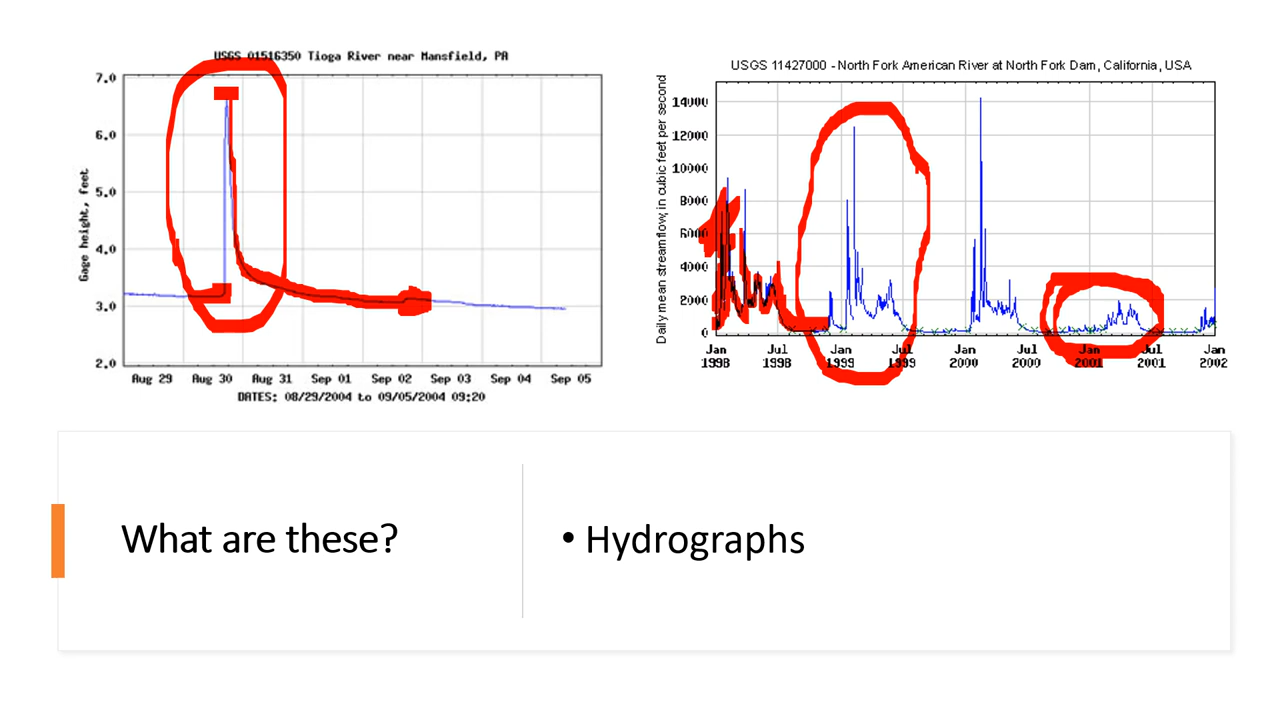 USGS 01516350 Tioga River near Mansfield, PA
7.0
6.0
5.0
4.0
3.0
2.0
Gage height, feet
Aug 29 Aug 30 Aug 31 Sep 01 Sep 02 Sep 03 Sep 04 Sep 05
DATES: 08/29/2004 to 09/05/2004 09:20
USGS 11427000 - North Fork American River at North Fork Dam, California, USA
Daily mean streamflow, in cubic feet per second
14000
12000
10000
8000
6000
4000
2000
0
Jan Jul Jan Jul Jan Jul Jan Jul Jan
1998 1998 1999 1999 2000 2000 2001 2001 2002
What are these?
• Hydrographs